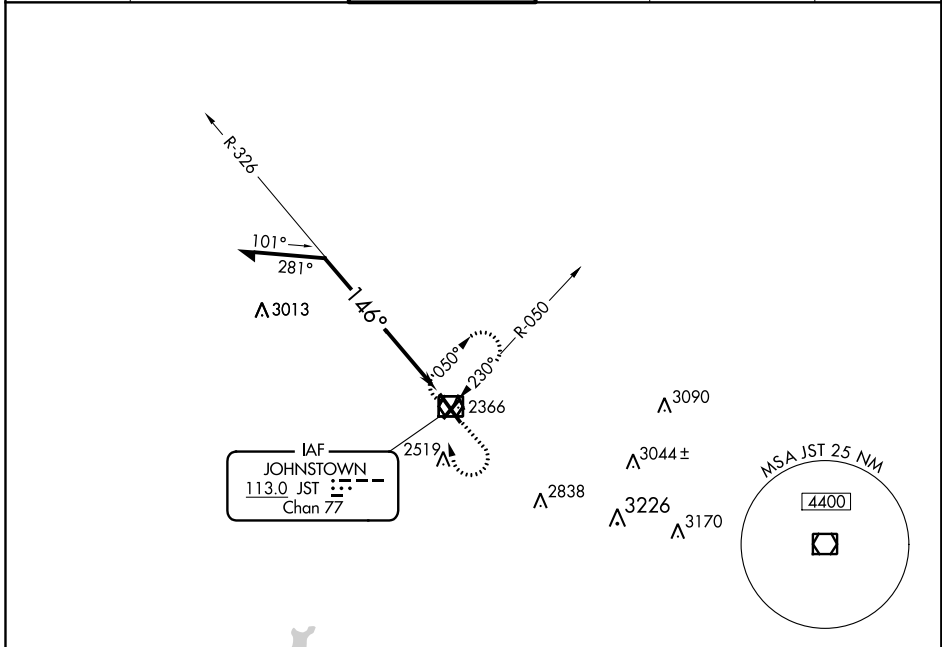 R-326
101°
281°
3013
146°
R-050
050°
230°
2366
3090
2519
3044 ±
IAF
JOHNSTOWN
113.0 JST
Chan 77
2838
3226
3170
MSA JST 25 NM
4400